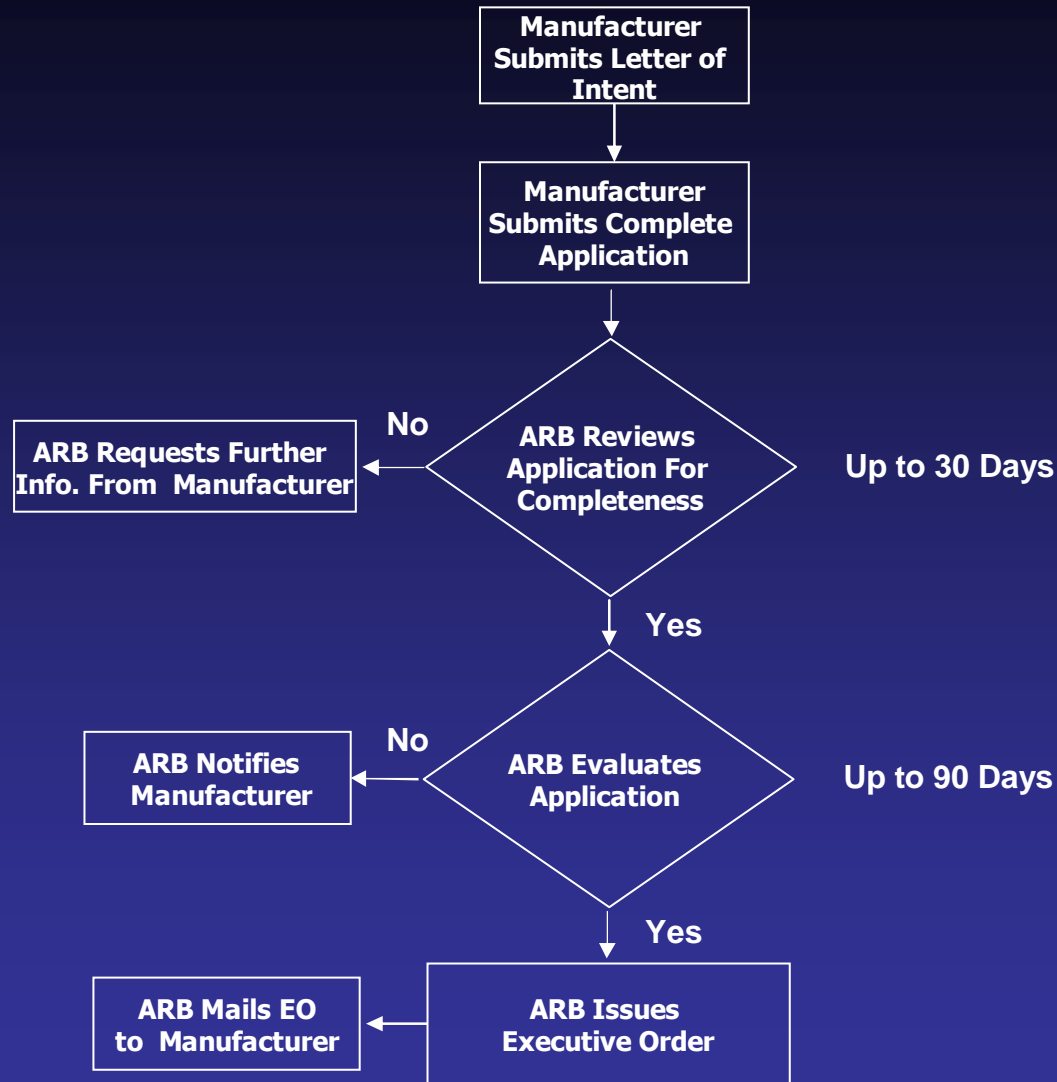 Manufacturer
Submits Letter of
Intent
Manufacturer
Submits Complete
Application
No
ARB Requests Further
Info. From Manufacturer
ARB Reviews
Application For
Completeness
Up to 30 Days
Yes
No
ARB Notifies
Manufacturer
ARB Evaluates
Application
Up to 90 Days
Yes
ARB Mails EO
to Manufacturer
ARB Issues
Executive Order